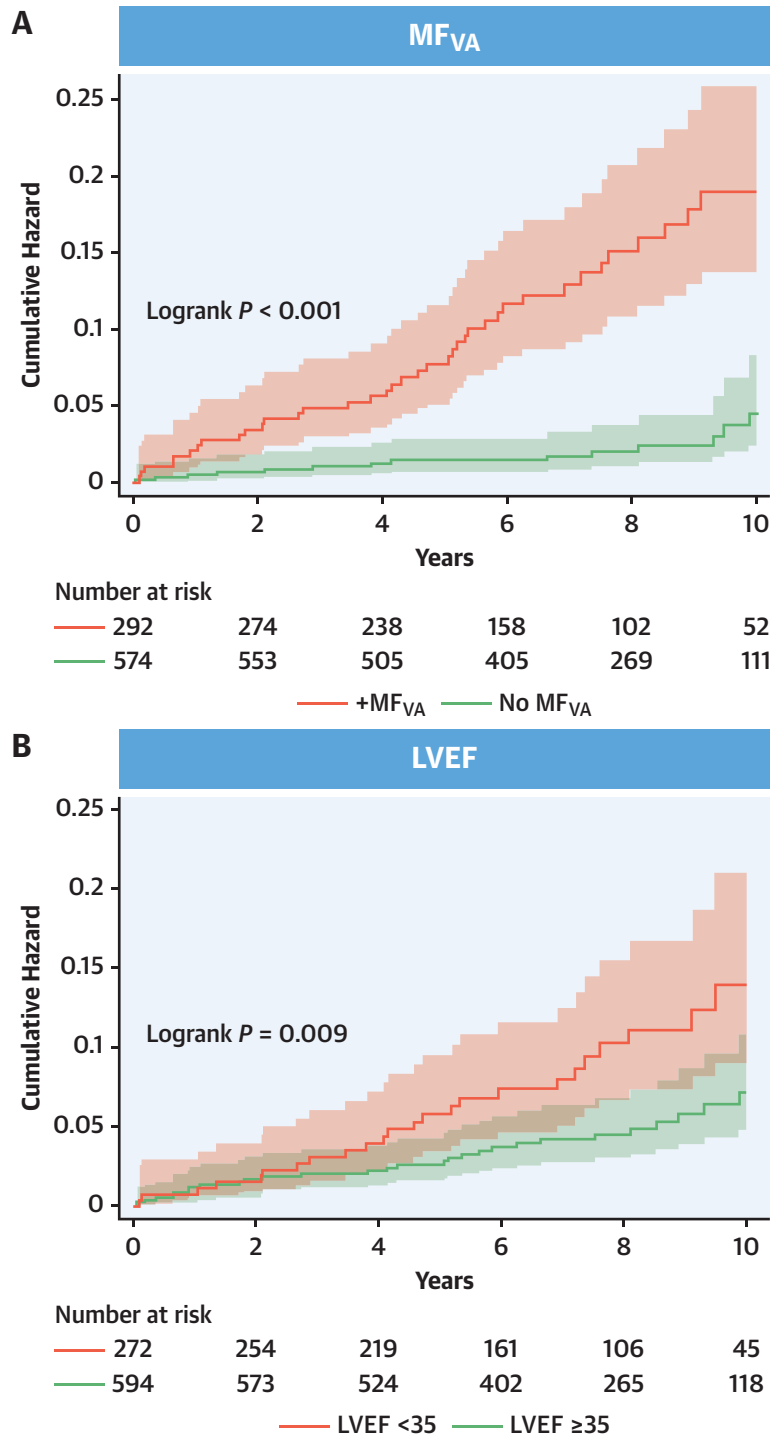 A
MFVA
0.25
0.2
0.15
0.1
0.05
0
Cumulative Hazard
Logrank P < 0.001
0 2 4 6 8 10
Years
Number at risk
292 274 238 158 102 52
574 553 505 405 269 111
+MFVA No MFVA
B
LVEF
0.25
0.2
0.15
0.1
0.05
0
Cumulative Hazard
Logrank P = 0.009
0 2 4 6 8 10
Years
Number at risk
272 254 219 161 106 45
594 573 524 402 265 118
LVEF <35 LVEF ≥35